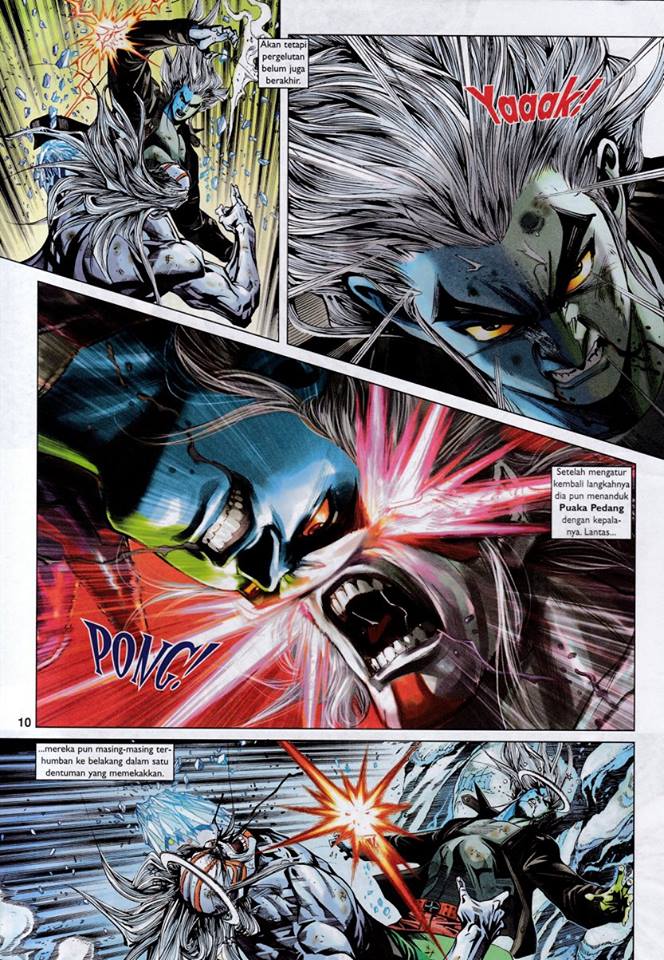 Akan tetapi
pergelutan
belum juga
berakhir.
Yaaak!
Setelah mengatur
kembali langkahnya
dia pun menanduk
Puaka Pedang
dengan kepala-
nya. Lantas...
PONG!
10
...mereka pun masing-masing ter-
humban ke belakang dalam satu
dentuman yang memekakkan.